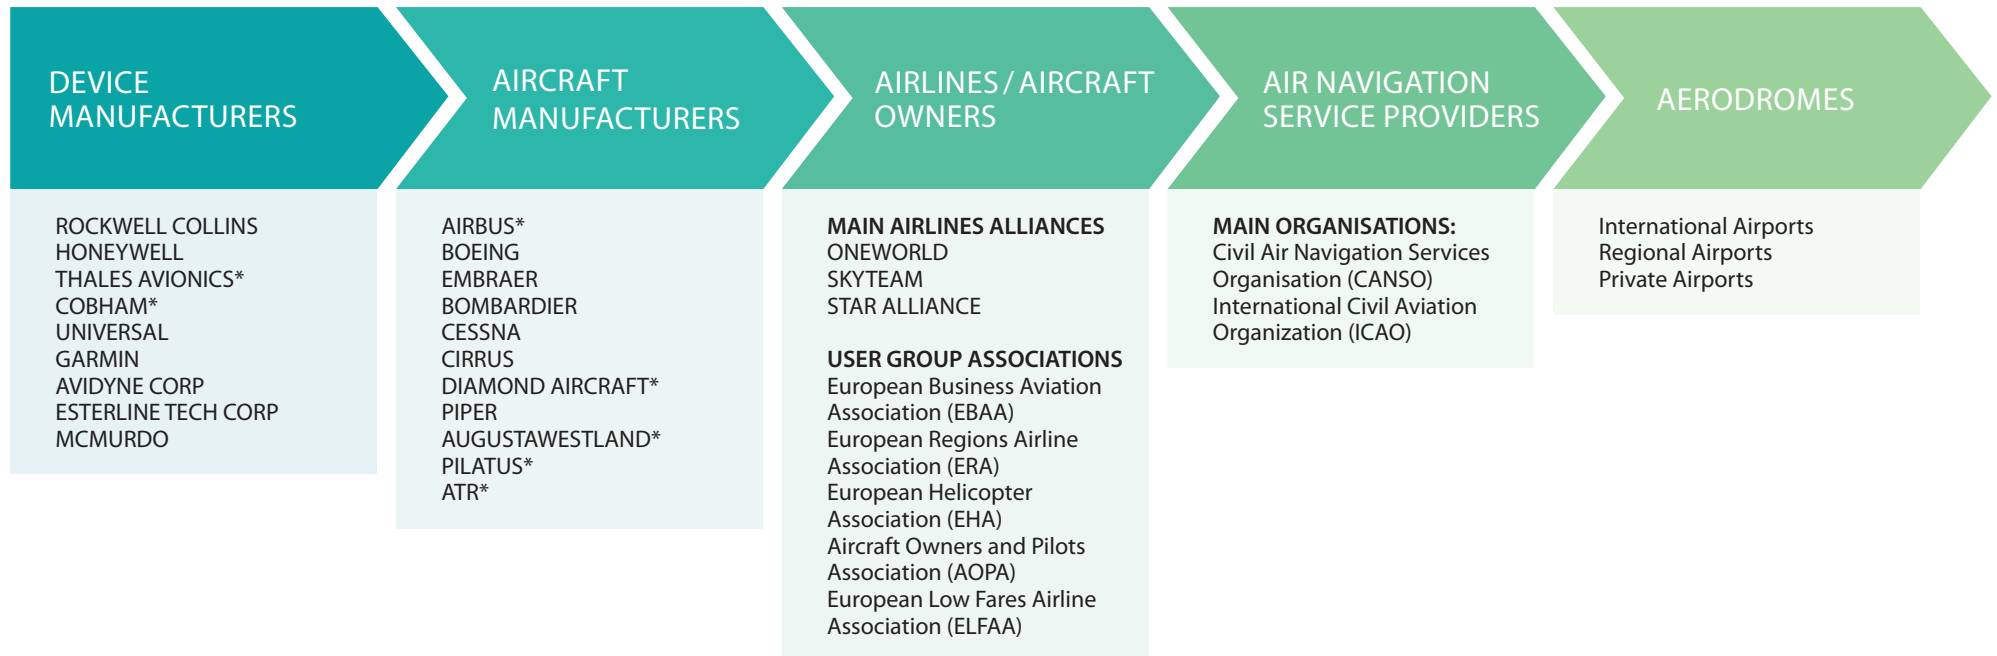 DEVICE
MANUFACTURERS
ROCKWELL COLLINS
HONEYWELL
THALES AVIONICS*
COBHAM*
UNIVERSAL
GARMIN
AVIDYNE CORP
ESTERLINE TECH CORP
MCMURDO
AIRCRAFT
MANUFACTURERS
AIRBUS*
BOEING
EMBRAER
BOMBARDIER
CESSNA
CIRRUS
DIAMOND AIRCRAFT*
PIPER
AUGUSTAWESTLAND*
PILATUS*
ATR*
AIRLINES / AIRCRAFT
OWNERS
MAIN AIRLINES ALLIANCES
ONEWORLD
SKYTEAM
STAR ALLIANCE
USER GROUP ASSOCIATIONS
European Business Aviation
Association (EBAA)
European Regions Airline
Association (ERA)
European Helicopter
Association (EHA)
Aircraft Owners and Pilots
Association (AOPA)
European Low Fares Airline
Association (ELFAA)
AIR NAVIGATION
SERVICE PROVIDERS
MAIN ORGANISATIONS:
Civil Air Navigation Services
Organisation (CANSO)
International Civil Aviation
Organization (ICAO)
AERODROMES
International Airports
Regional Airports
Private Airports